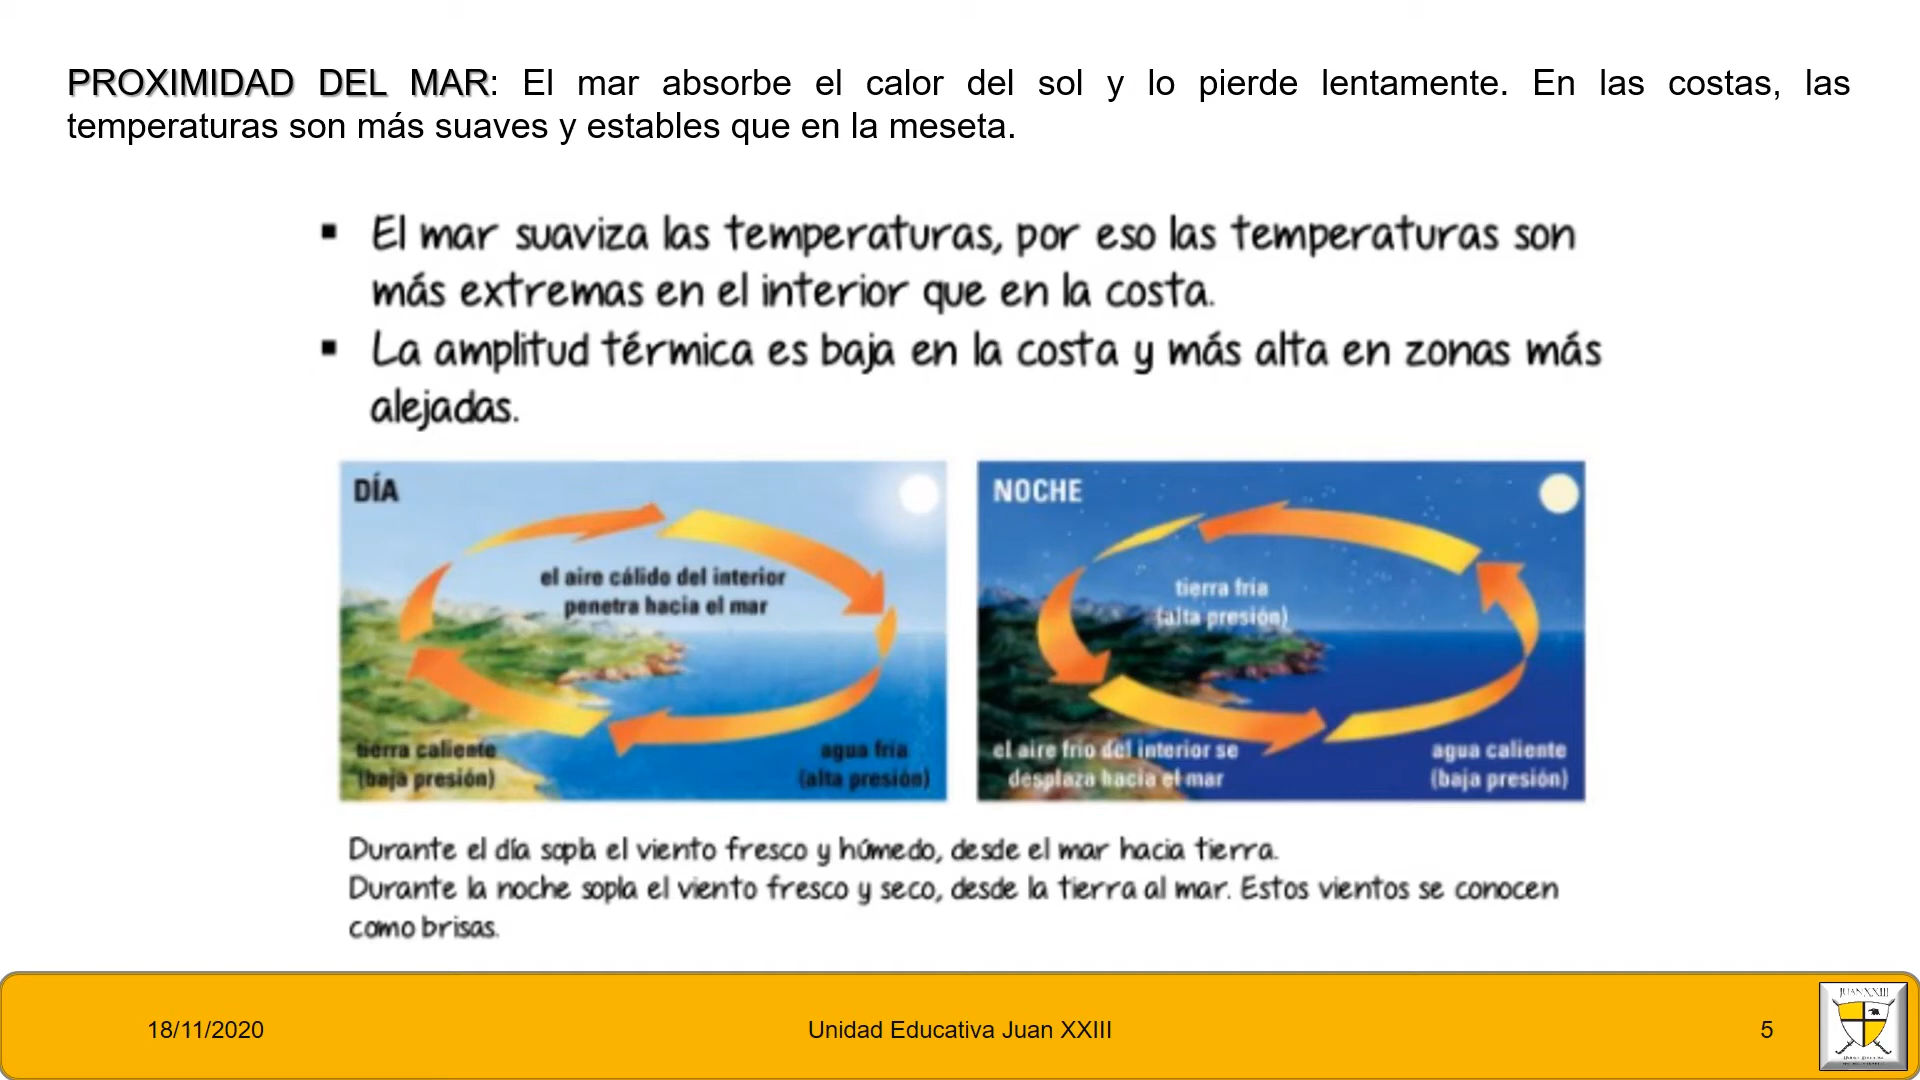 PROXIMIDAD DEL MAR: El mar absorbe el calor del sol y lo pierde lentamente. En las costas, las
temperaturas son más suaves y estables que en la meseta.
▪ El mar suaviza las temperaturas, por eso las temperaturas son
más extremas en el interior que en la costa.
▪ La amplitud térmica es baja en la costa y más alta en zonas más
alejadas.
DÍA
el aire cálido del interior
penetra hacia el mar
tierra caliente
(baja presión)
agua fría
(alta presión)
NOCHE
tierra fría
(alta presión)
el aire frío del interior se
desplaza hacia el mar
agua caliente
(baja presión)
Durante el día sopla el viento fresco y húmedo, desde el mar hacia tierra.
Durante la noche sopla el viento fresco y seco, desde la tierra al mar. Estos vientos se conocen
como brisas.
18/11/2020
Unidad Educativa Juan XXIII
5
JUAN XXIII